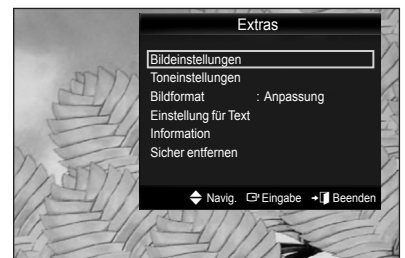 Extras
Bildeinstellungen
Toneinstellungen
Bildformat : Anpassung
Einstellung für Text
Information
Sicher entfernen
Navig. Eingabe Beenden